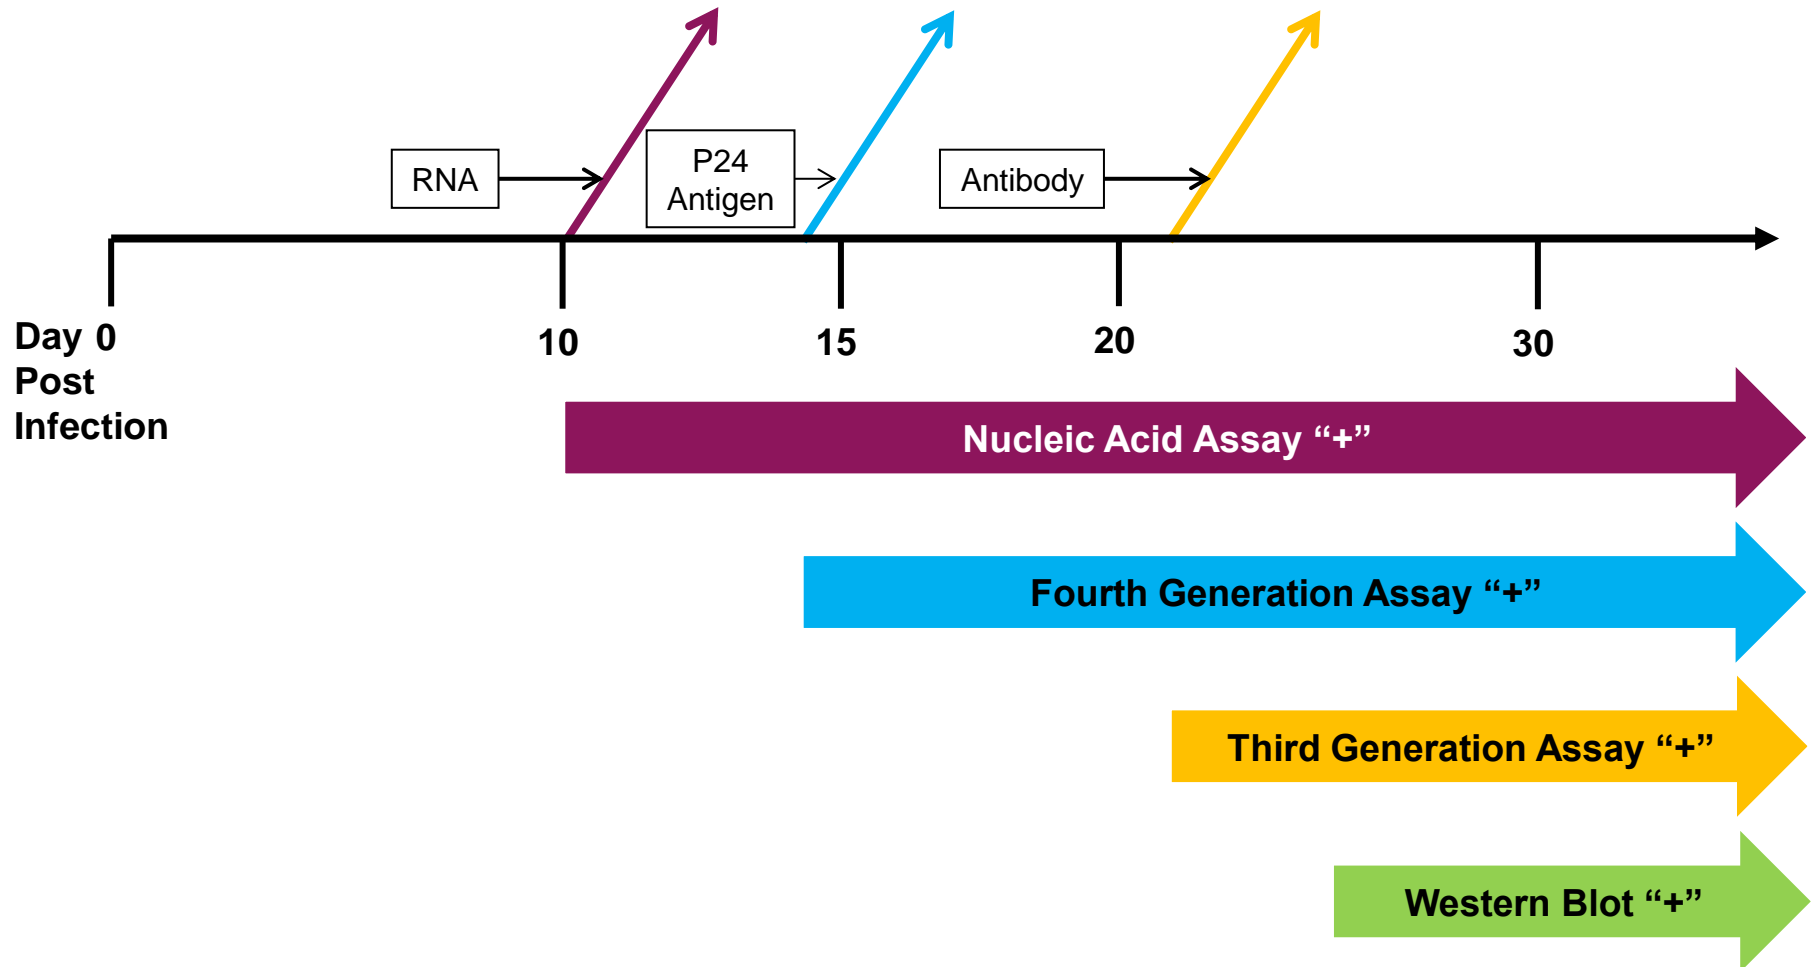 RNA
P24
Antigen
Antibody
Day 0
Post
Infection
10
15
20
30
Nucleic Acid Assay “+”
Fourth Generation Assay “+”
Third Generation Assay “+”
Western Blot “+”